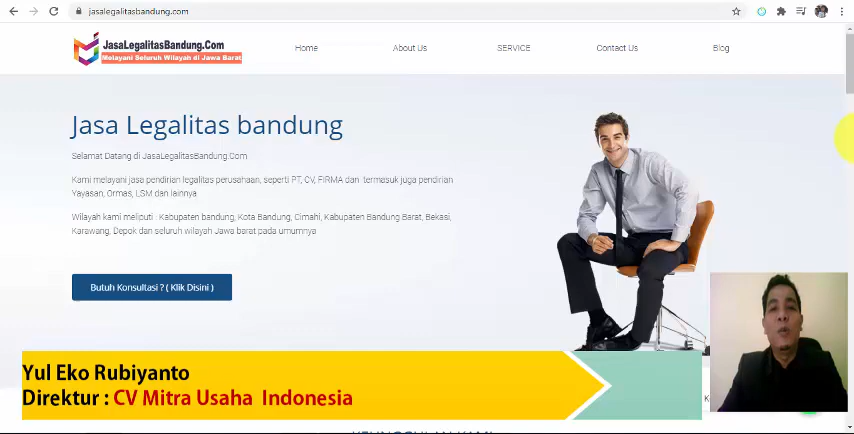 jasalegalitasbandung.com
JasaLegalitasBandung.Com
Melayani Seluruh Wilayah di Jawa Barat
Home
About Us
SERVICE
Contact Us
Blog
Jasa Legalitas bandung
Selamat Datang di JasaLegalitasBandung.Com
Kami melayani jasa pendirian legalitas perusahaan, seperti PT, CV, FIRMA dan termasuk juga pendirian
Yayasan, Ormas, LSM dan lainnya
Wilayah kami meliputi : Kabupaten bandung, Kota Bandung, Cimahi, Kabupaten Bandung Barat, Bekasi,
Karawang, Depok dan seluruh wilayah Jawa barat pada umumnya
Butuh Konsultasi ? ( Klik Disini )
Yul Eko Rubiyanto
Direktur : CV Mitra Usaha Indonesia